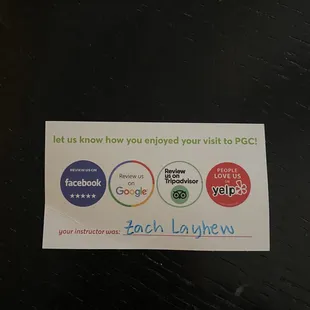 let us know how you enjoyed your visit to PGC!
REVIEW US ON
facebook
★★★★★
Review us
on
Google
Review
us on
Tripadvisor
PEOPLE
LOVE US
ON
yelp
your instructor was: Zach Layhew